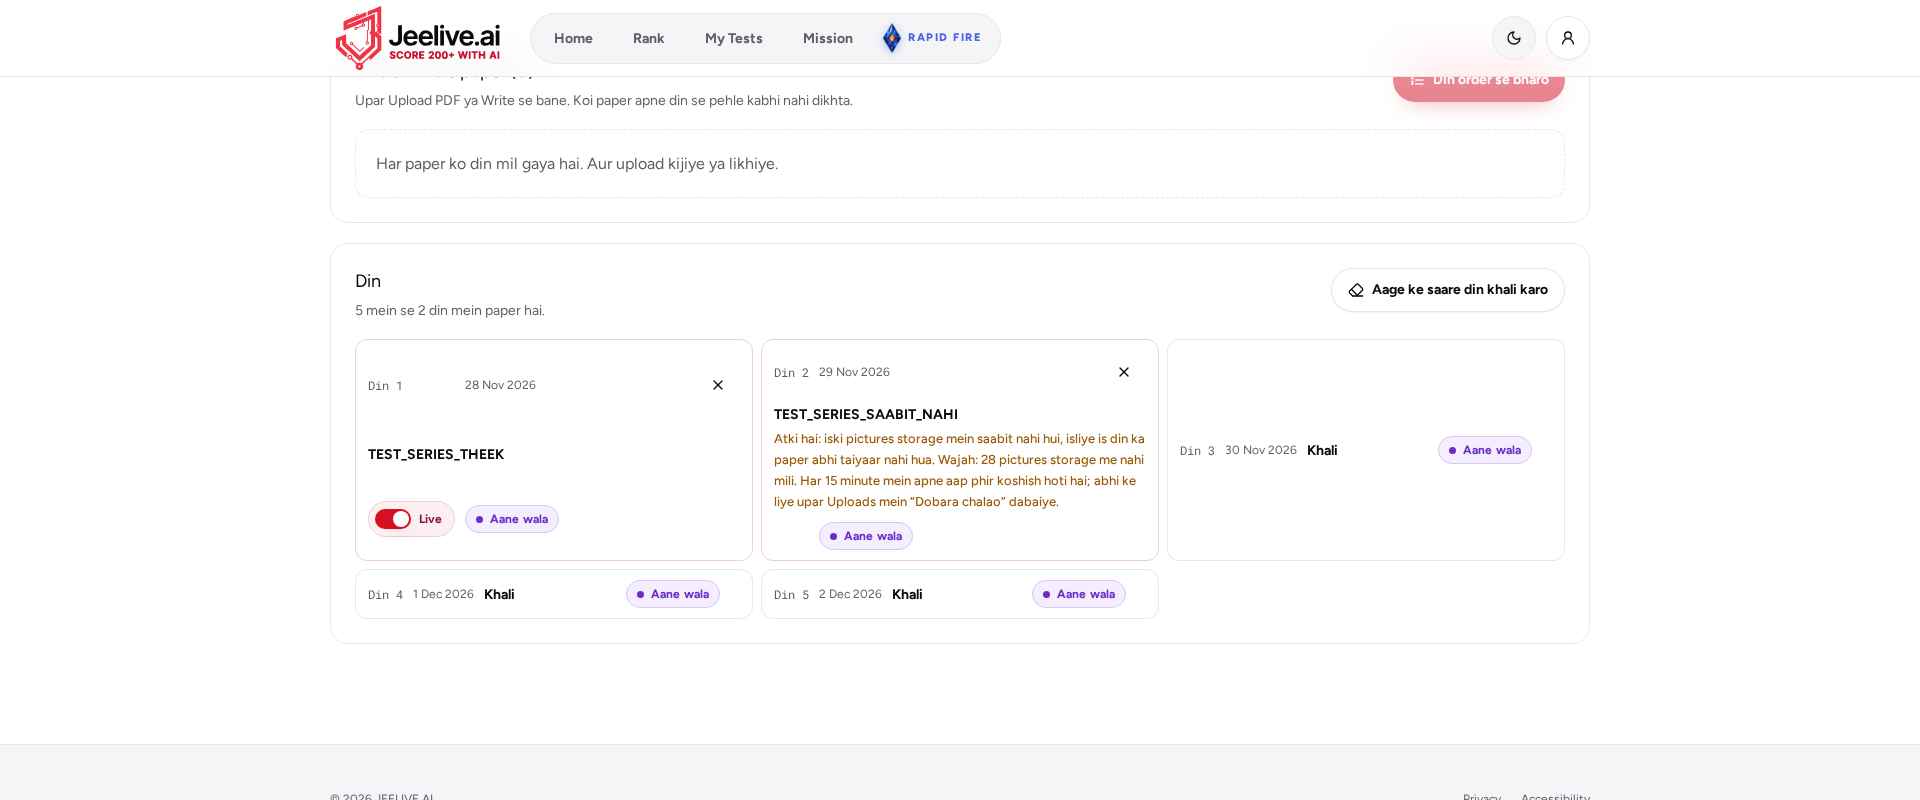 Jeelive.ai
SCORE 200+ WITH AI
Home
Rank
My Tests
Mission
RAPID FIRE
Din order se bharo
Upar Upload PDF ya Write se bane. Koi paper apne din se pehle kabhi nahi dikhta.
Har paper ko din mil gaya hai. Aur upload kijiye ya likhiye.
Din
Aage ke saare din khali karo
5 mein se 2 din mein paper hai.
Din 1 28 Nov 2026
TEST_SERIES_THEEK
Live
Aane wala
Din 2 29 Nov 2026
TEST_SERIES_SAABIT_NAHI
Atki hai: iski pictures storage mein saabit nahi hui, isliye is din ka
paper abhi taiyaar nahi hua. Wajah: 28 pictures storage me nahi
mili. Har 15 minute mein apne aap phir koshish hoti hai; abhi ke
liye upar Uploads mein “Dobara chalao” dabaiye.
Aane wala
Din 3 30 Nov 2026 Khali Aane wala
Din 4 1 Dec 2026 Khali Aane wala
Din 5 2 Dec 2026 Khali Aane wala
© 2026 JEELIVE.AI
Privacy
Accessibility